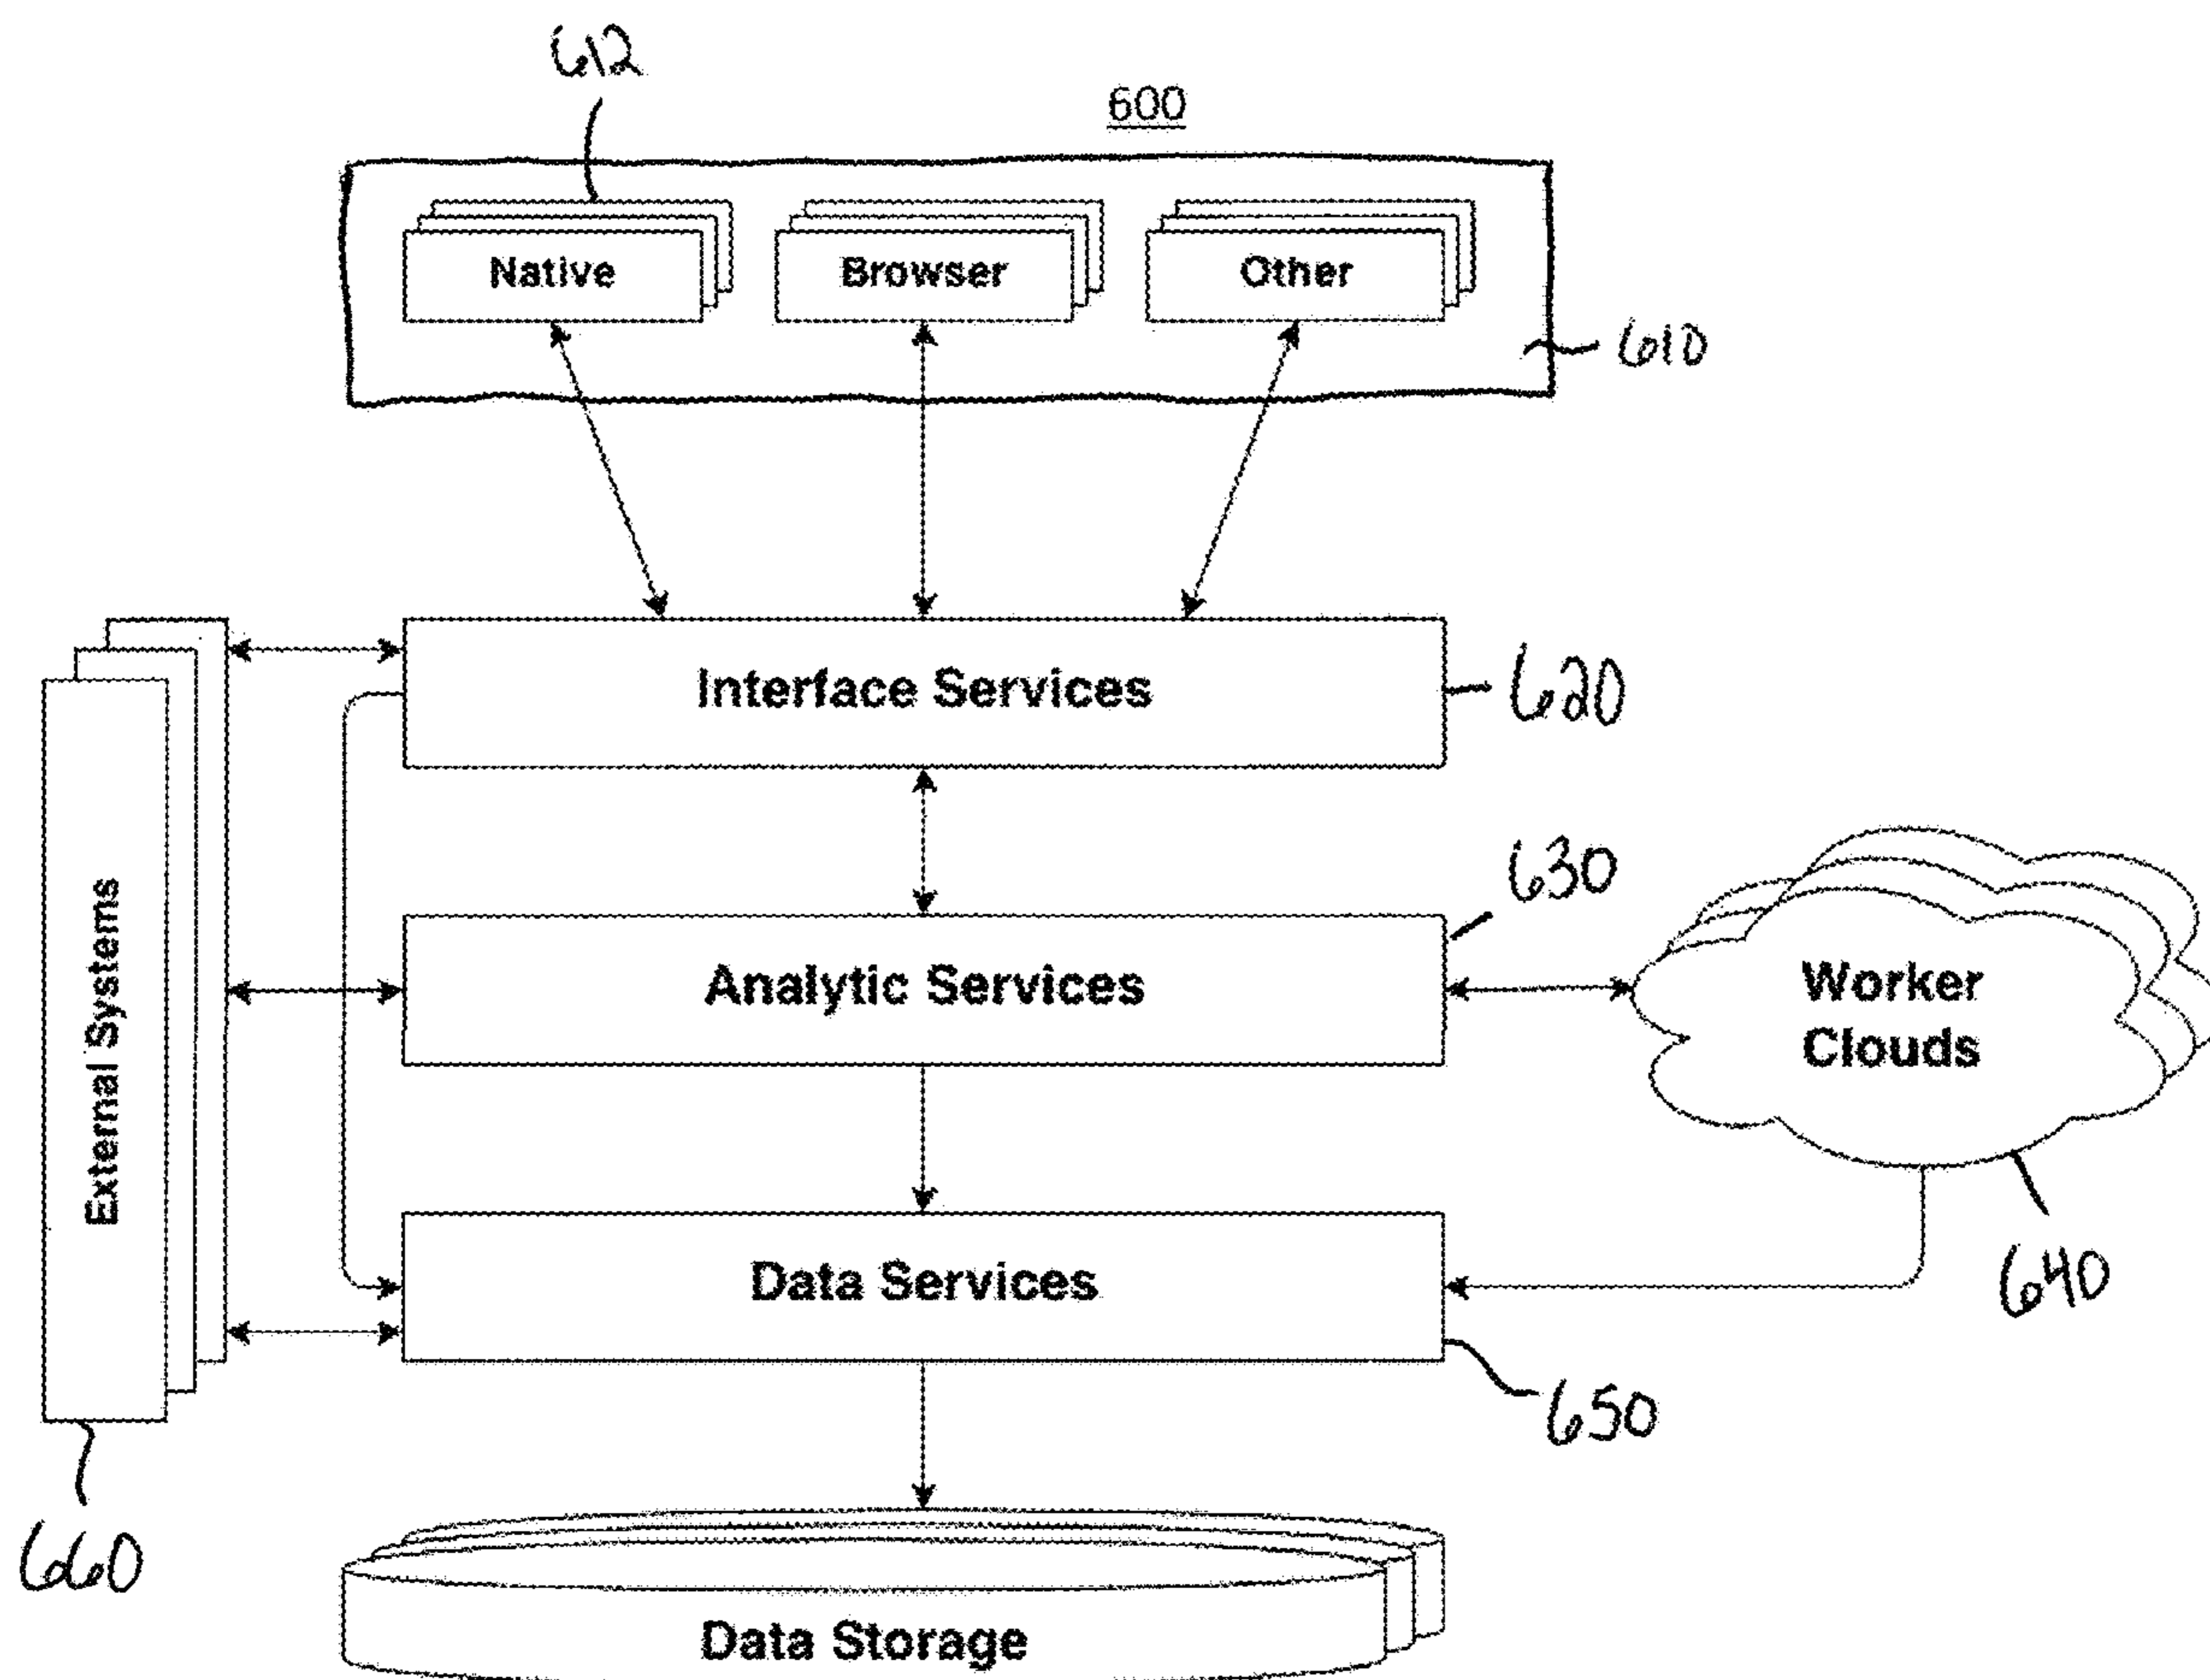 612
600
Native
Browser
Other
610
Interface Services
620
External Systems
630
Analytic Services
Worker
Clouds
Data Services
640
650
660
Data Storage